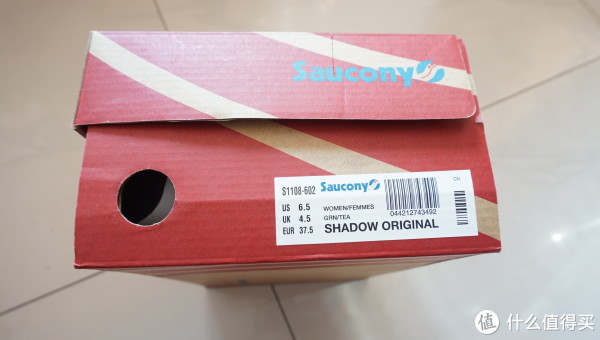 Saucony
S1108-602 Saucony
US 6.5 WOMEN/FEMMES
UK 4.5 GRN/TEA
EUR 37.5 SHADOW ORIGINAL
044212743492
CN
值 什么值得买